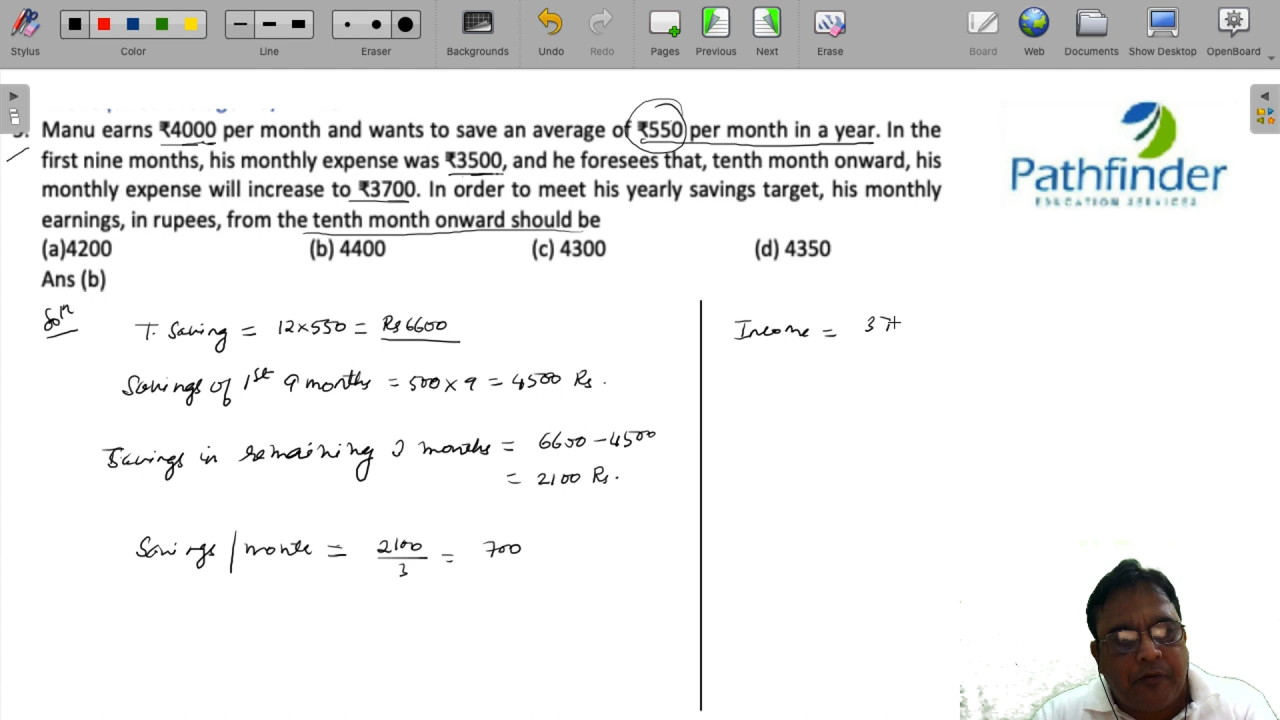 Stylus
Color
Line
Eraser
Backgrounds
Undo
Redo
Pages
Previous
Next
Erase
Board
Web
Documents
Show Desktop
OpenBoard
Manu earns ₹4000 per month and wants to save an average of ₹550 per month in a year. In the
first nine months, his monthly expense was ₹3500, and he foresees that, tenth month onward, his
monthly expense will increase to ₹3700. In order to meet his yearly savings target, his monthly
earnings, in rupees, from the tenth month onward should be
(a)4200 (b) 4400 (c) 4300 (d) 4350
Ans (b)
Pathfinder
EDUCATION SERVICES
Soln
T. Saving = 12×550 = Rs 6600
Savings of 1st 9 months = 500 × 9 = 4500 Rs.
Savings in remaining 3 months = 6600 – 4500
= 2100 Rs.
Savings / month = 2100/3 = 700
Income = 3